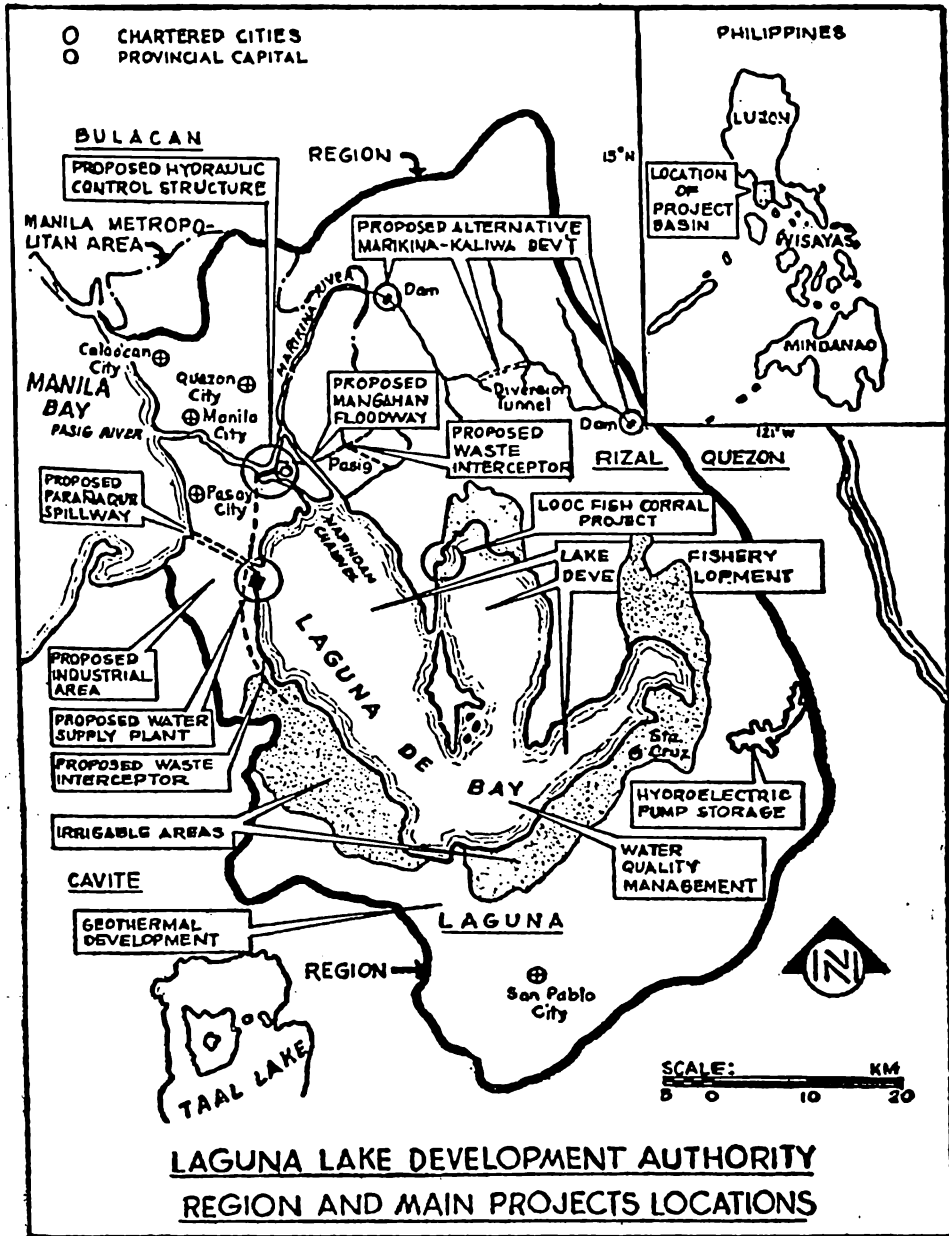 CHARTERED CITIES
PROVINCIAL CAPITAL
PHILIPPINES
LUZON
LOCATION
OF
PROJECT
BASIN
VISAYAS
MINDANAO
15°N
121°W
BULACAN
REGION
PROPOSED HYDRAULIC
CONTROL STRUCTURE
MANILA METROPO-
LITAN AREA
PROPOSED ALTERNATIVE
MARIKINA-KALIWA DEV'T
Dam
MARIKINA RIVER
Caloocan
City
Quezon
City
MANILA
BAY
Manila
City
PASIG RIVER
PROPOSED
MANGAHAN
FLOODWAY
Diversion
Tunnel
Dam
PROPOSED
WASTE
INTERCEPTOR
Pasig
RIZAL
QUEZON
PROPOSED
PARAÑAQUE
SPILLWAY
Pasay
City
NAPINDAN
CHANNEL
LOOC FISH CORRAL
PROJECT
LAKE FISHERY
DEVE LOPMENT
LAGUNA
DE
BAY
PROPOSED
INDUSTRIAL
AREA
PROPOSED WATER
SUPPLY PLANT
PROPOSED WASTE
INTERCEPTOR
Sta.
Cruz
HYDROELECTRIC
PUMP STORAGE
IRRIGABLE AREAS
WATER
QUALITY
MANAGEMENT
CAVITE
GEOTHERMAL
DEVELOPMENT
LAGUNA
REGION
San Pablo
City
N
TAAL LAKE
SCALE: KM
5 0 10 20
LAGUNA LAKE DEVELOPMENT AUTHORITY
REGION AND MAIN PROJECTS LOCATIONS